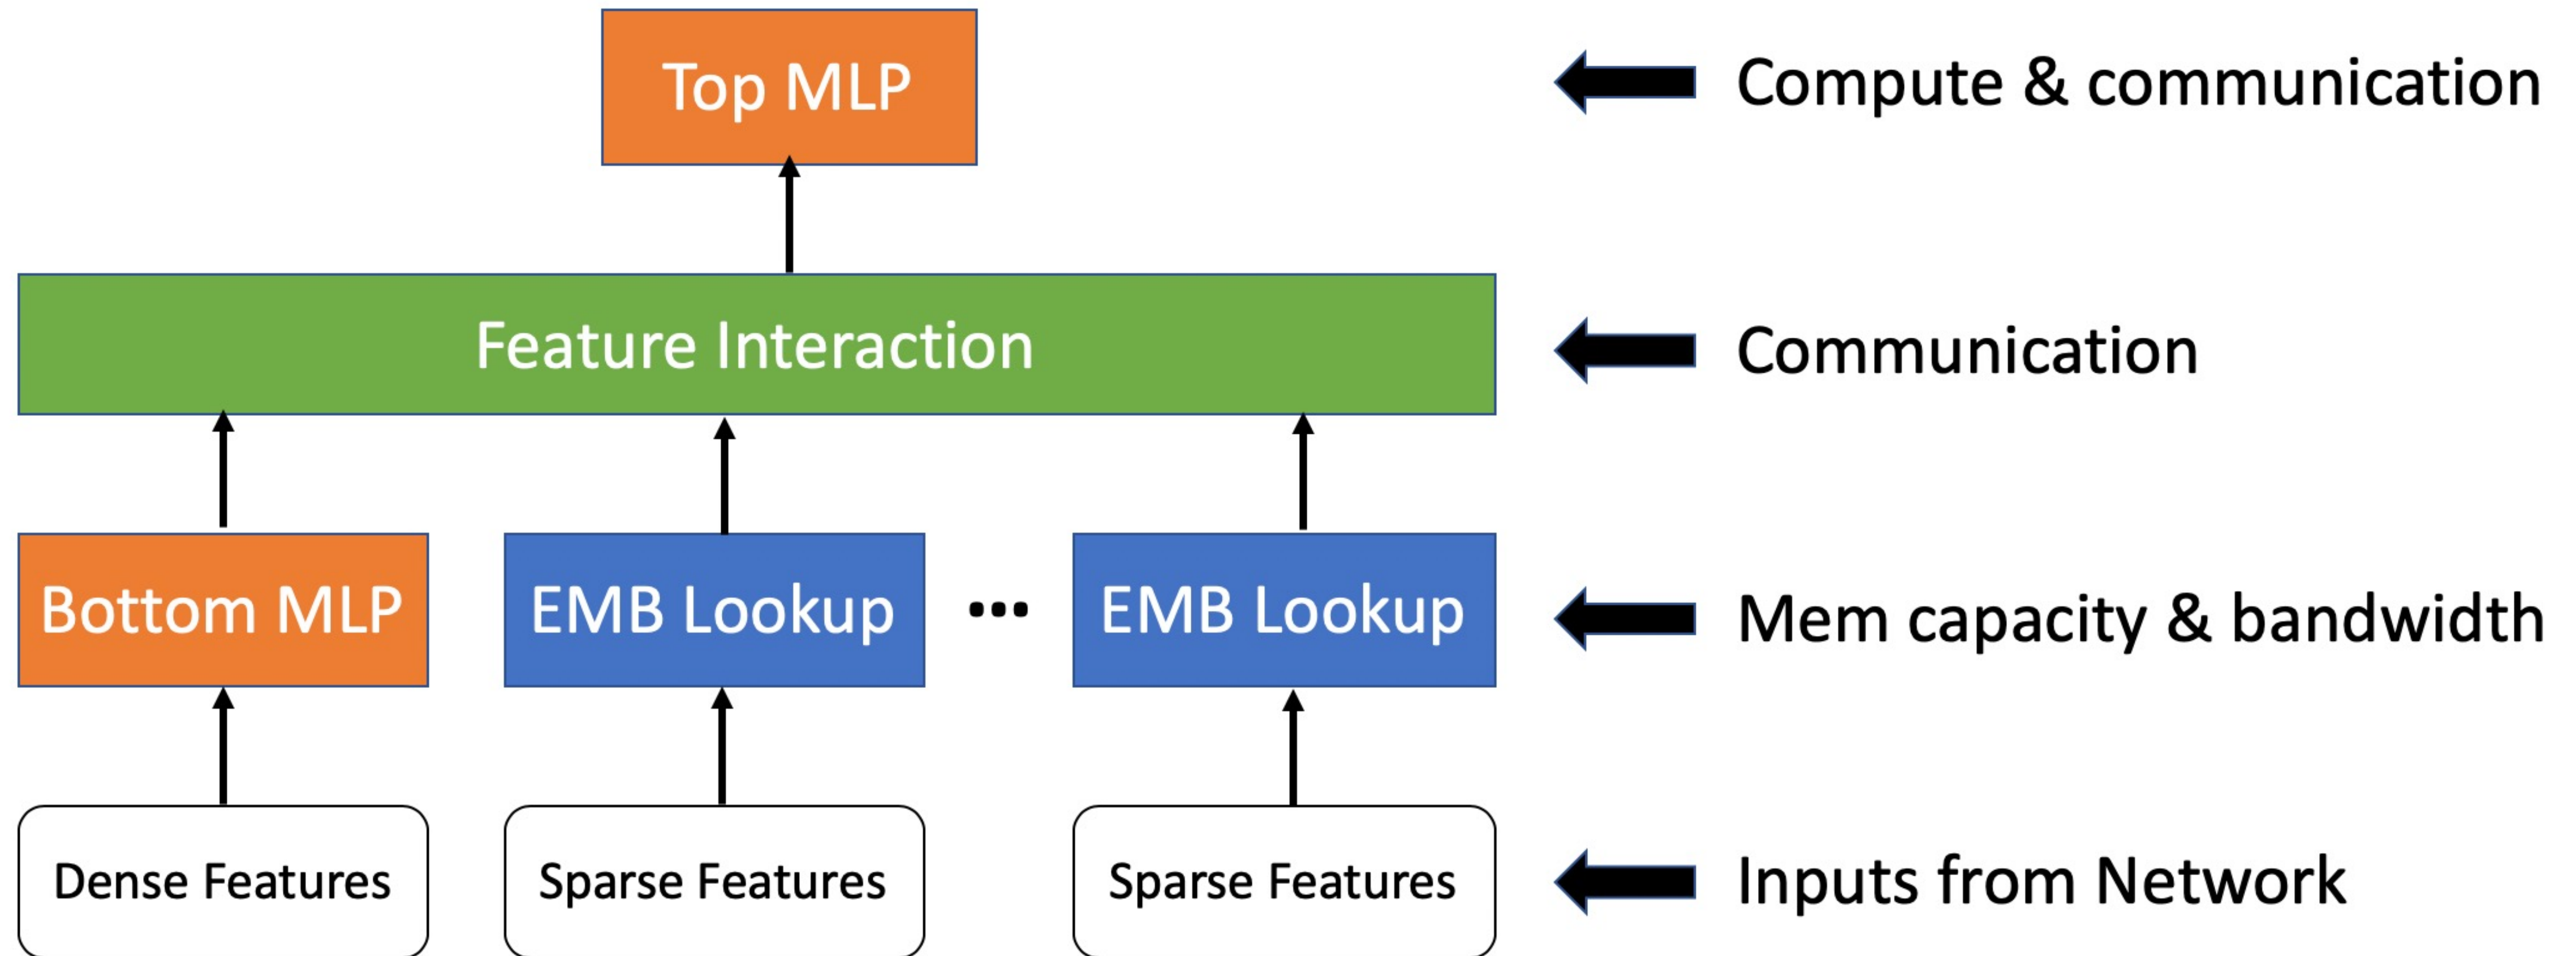 Top MLP
Compute & communication
Feature Interaction
Communication
Bottom MLP
EMB Lookup
...
EMB Lookup
Mem capacity & bandwidth
Dense Features
Sparse Features
Sparse Features
Inputs from Network